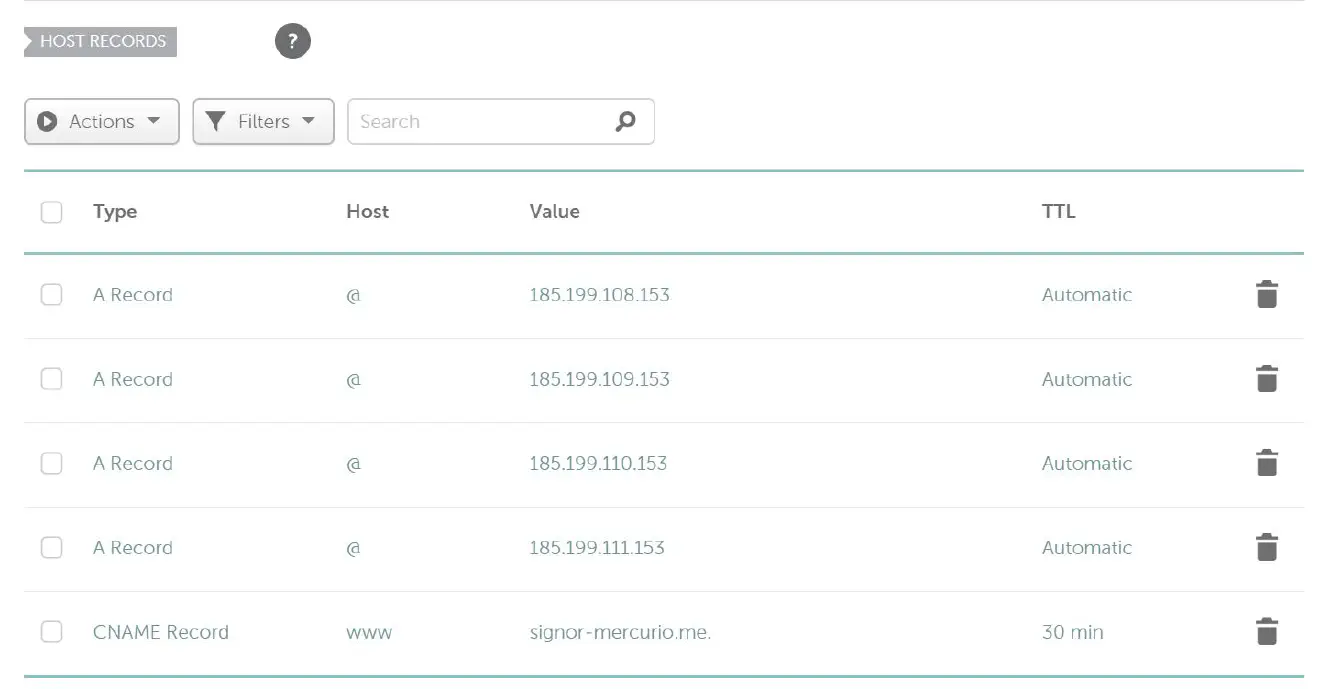 HOST RECORDS ?
Actions Filters Search
Type Host Value TTL
A Record @ 185.199.108.153 Automatic
A Record @ 185.199.109.153 Automatic
A Record @ 185.199.110.153 Automatic
A Record @ 185.199.111.153 Automatic
CNAME Record www signor-mercurio.me. 30 min